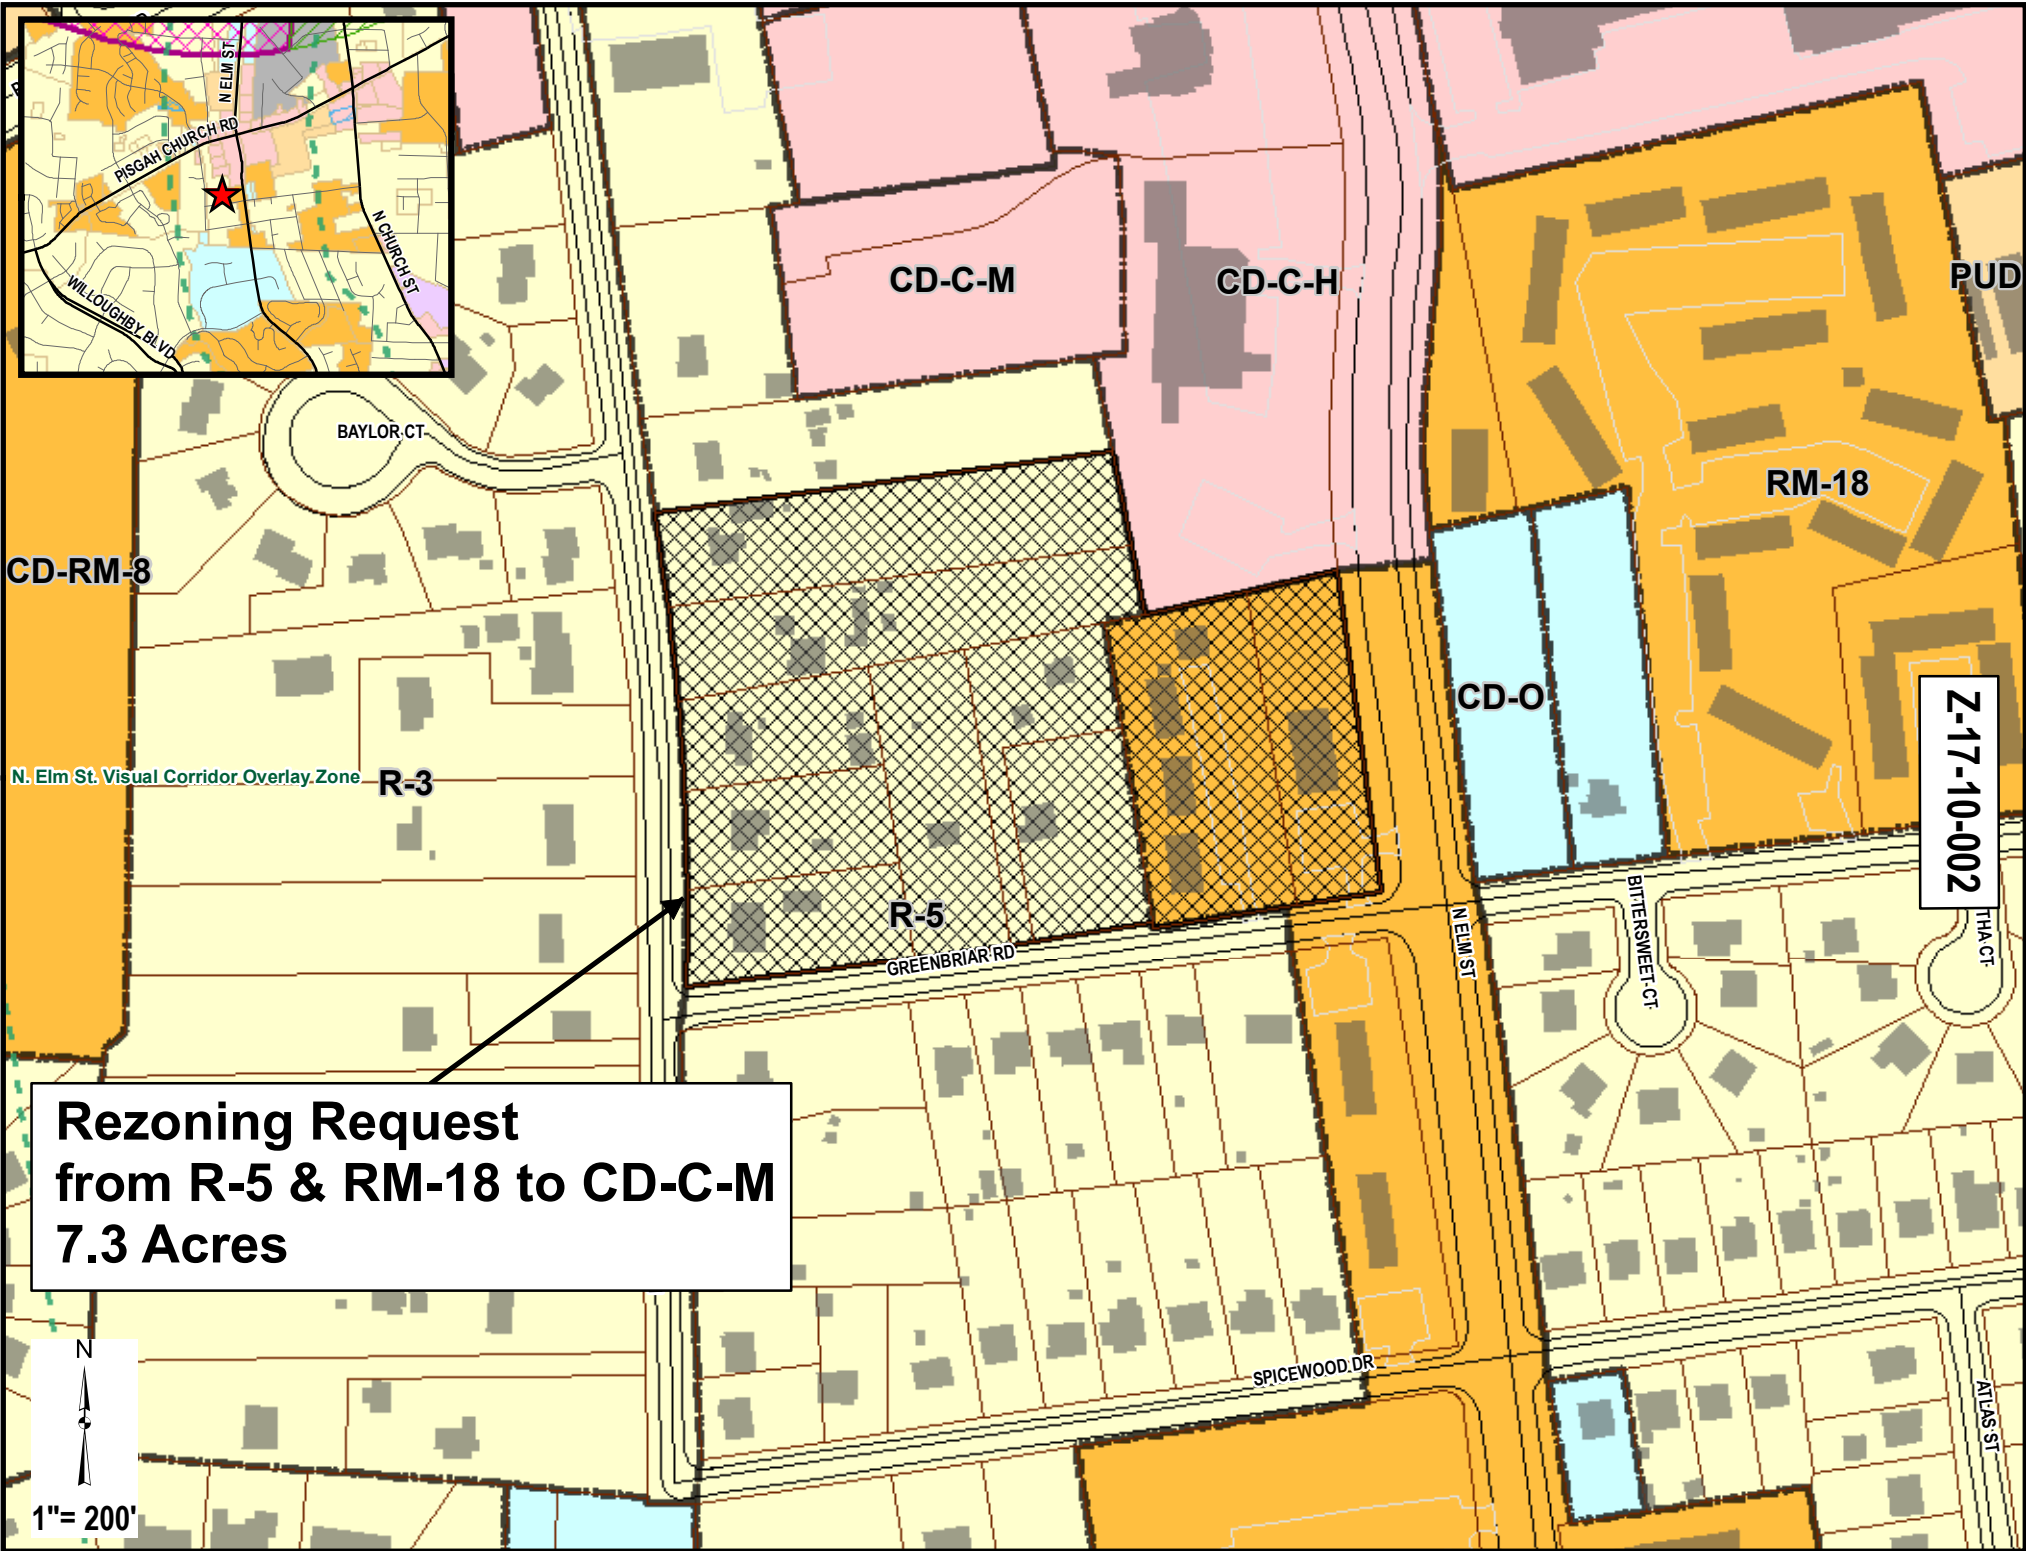 N ELM ST
PISGAH CHURCH RD
N CHURCH ST
WILLOUGHBY BLVD
CD-C-M
CD-C-H
PUD
BAYLOR CT
RM-18
CD-RM-8
CD-O
Z-17-10-002
N. Elm St. Visual Corridor Overlay Zone
R-3
R-5
GREENBRIAR RD
N ELM ST
BITTERSWEET CT
THA CT
Rezoning Request
from R-5 & RM-18 to CD-C-M
7.3 Acres
N
1"= 200'
SPICEWOOD DR
ATLAS ST